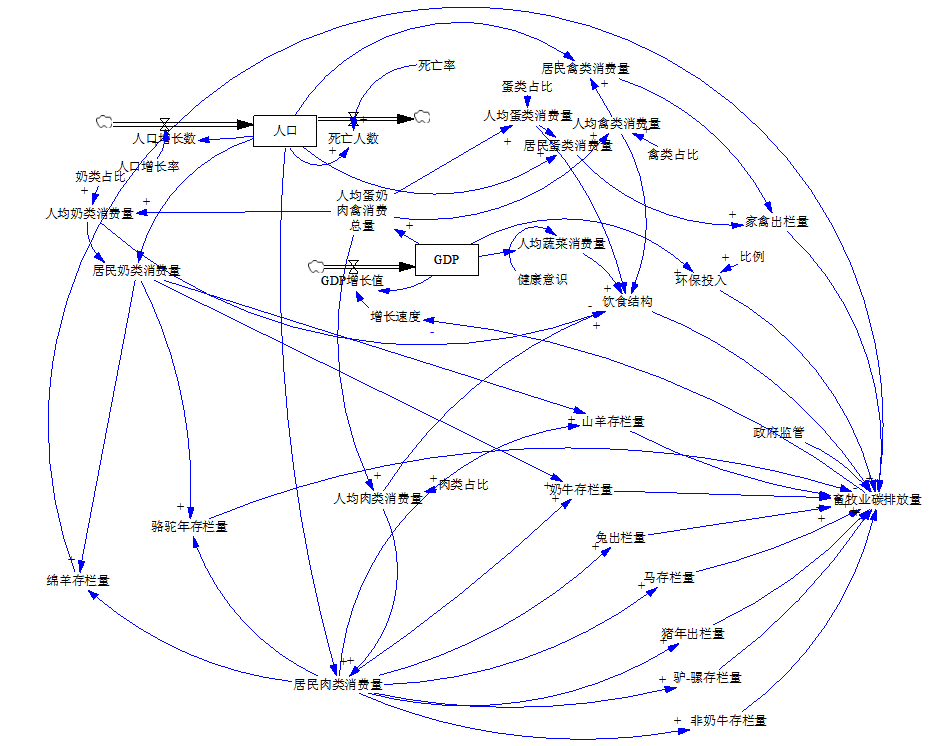 死亡率
居民禽类消费量
蛋类占比
人均蛋类消费量
人口
人口增长数
死亡人数
人均禽类消费量
居民蛋类消费量
禽类占比
人口增长率
奶类占比
人均奶类消费量
人均蛋奶
肉禽消费
总量
家禽出栏量
人均蔬菜消费量
GDP
比例
居民奶类消费量
GDP增长值
健康意识
环保投入
饮食结构
增长速度
山羊存栏量
政府监管
肉类占比
人均肉类消费量
奶牛存栏量
畜牧业碳排放量
骆驼年存栏量
兔出栏量
绵羊存栏量
马存栏量
猪年出栏量
居民肉类消费量
驴-骡存栏量
非奶牛存栏量